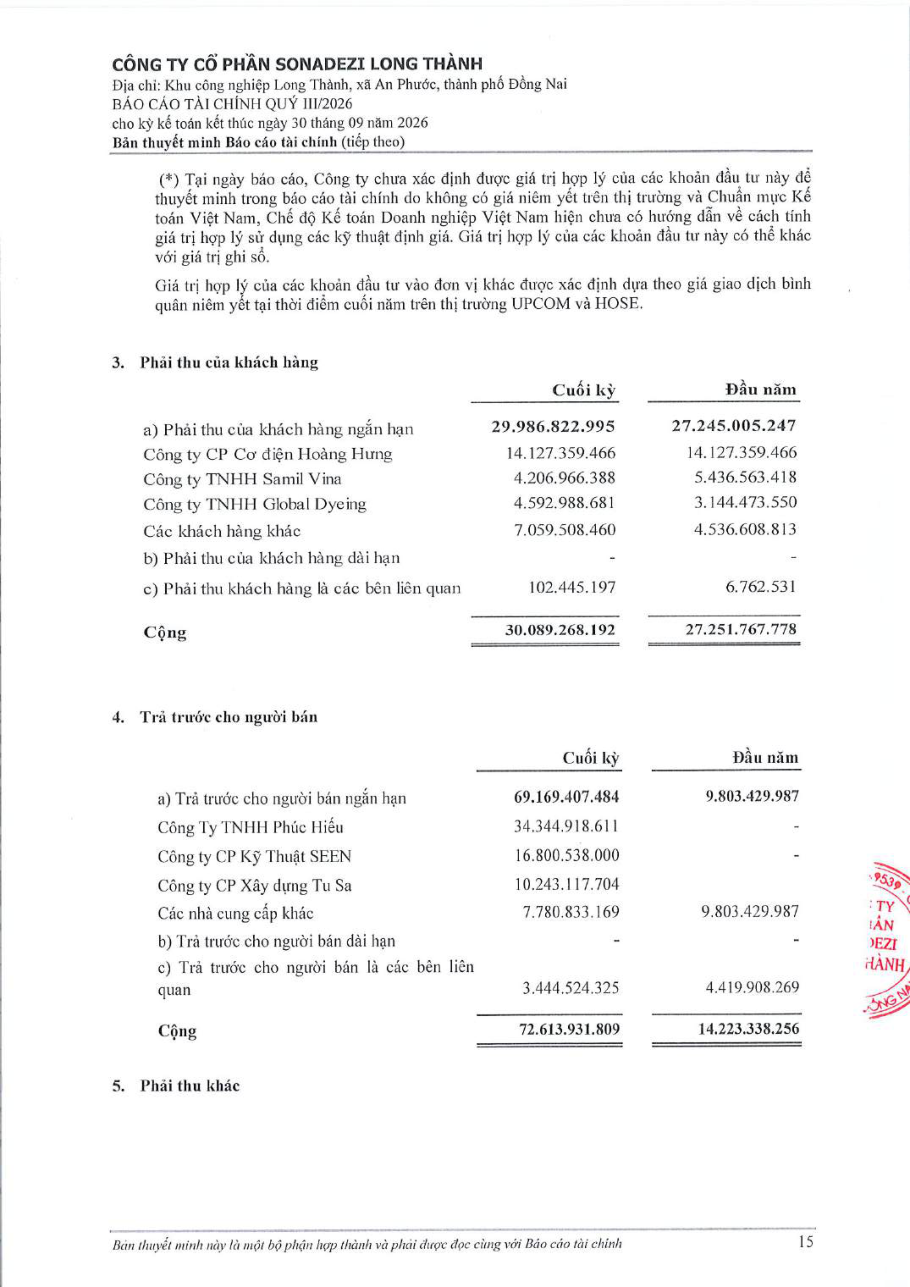 CÔNG TY CỔ PHẦN SONADEZI LONG THÀNH
Địa chỉ: Khu công nghiệp Long Thành, xã An Phước, thành phố Đồng Nai
BÁO CÁO TÀI CHÍNH QUÝ III/2026
cho kỳ kế toán kết thúc ngày 30 tháng 09 năm 2026
Bản thuyết minh Báo cáo tài chính (tiếp theo)
(*) Tại ngày báo cáo, Công ty chưa xác định được giá trị hợp lý của các khoản đầu tư này để
thuyết minh trong báo cáo tài chính do không có giá niêm yết trên thị trường và Chuẩn mực Kế
toán Việt Nam, Chế độ Kế toán Doanh nghiệp Việt Nam hiện chưa có hướng dẫn về cách tính
giá trị hợp lý sử dụng các kỹ thuật định giá. Giá trị hợp lý của các khoản đầu tư này có thể khác
với giá trị ghi sổ.
Giá trị hợp lý của các khoản đầu tư vào đơn vị khác được xác định dựa theo giá giao dịch bình
quân niêm yết tại thời điểm cuối năm trên thị trường UPCOM và HOSE.
3. Phải thu của khách hàng
Cuối kỳ Đầu năm
a) Phải thu của khách hàng ngắn hạn 29.986.822.995 27.245.005.247
Công ty CP Cơ điện Hoàng Hưng 14.127.359.466 14.127.359.466
Công ty TNHH Samil Vina 4.206.966.388 5.436.563.418
Công ty TNHH Global Dyeing 4.592.988.681 3.144.473.550
Các khách hàng khác 7.059.508.460 4.536.608.813
b) Phải thu của khách hàng dài hạn - -
c) Phải thu khách hàng là các bên liên quan 102.445.197 6.762.531
Cộng 30.089.268.192 27.251.767.778
4. Trả trước cho người bán
Cuối kỳ Đầu năm
a) Trả trước cho người bán ngắn hạn 69.169.407.484 9.803.429.987
Công Ty TNHH Phúc Hiếu 34.344.918.611 -
Công ty CP Kỹ Thuật SEEN 16.800.538.000 -
Công ty CP Xây dựng Tu Sa 10.243.117.704
Các nhà cung cấp khác 7.780.833.169 9.803.429.987
b) Trả trước cho người bán dài hạn - -
c) Trả trước cho người bán là các bên liên
quan 3.444.524.325 4.419.908.269
Cộng 72.613.931.809 14.223.338.256
5. Phải thu khác
Bản thuyết minh này là một bộ phận hợp thành và phải được đọc cùng với Báo cáo tài chính 15